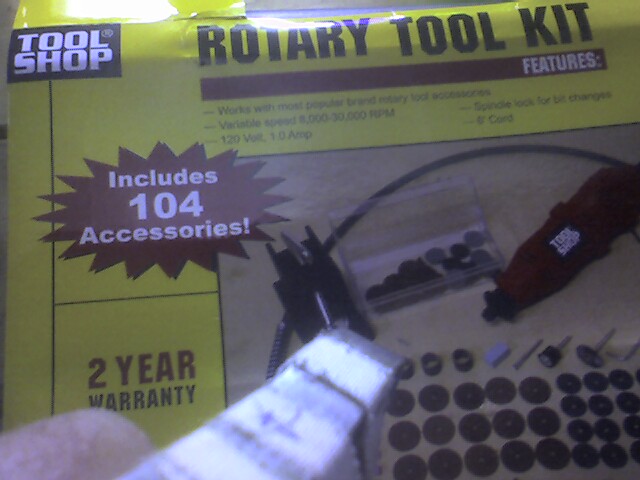 TOOL SHOP®
ROTARY TOOL KIT
FEATURES:
— Works with most popular brand rotary tool accessories
— Variable speed 8,000-30,000 RPM
— 120 Volt, 1.0 Amp
— Spindle lock for bit changes
— 6' Cord
Includes
104
Accessories!
TOOL
SHOP
2 YEAR
WARRANTY